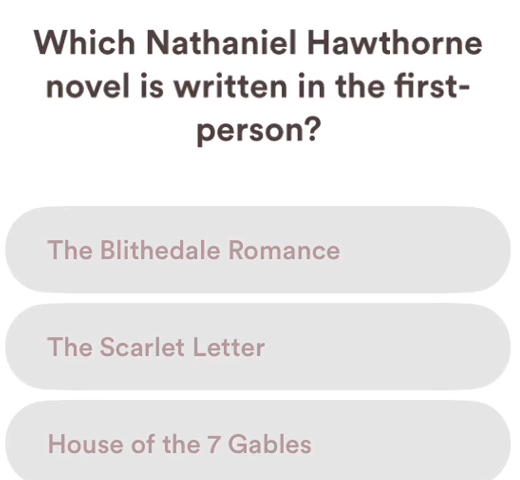 Which Nathaniel Hawthorne
novel is written in the first-
person?
The Blithedale Romance
The Scarlet Letter
House of the 7 Gables